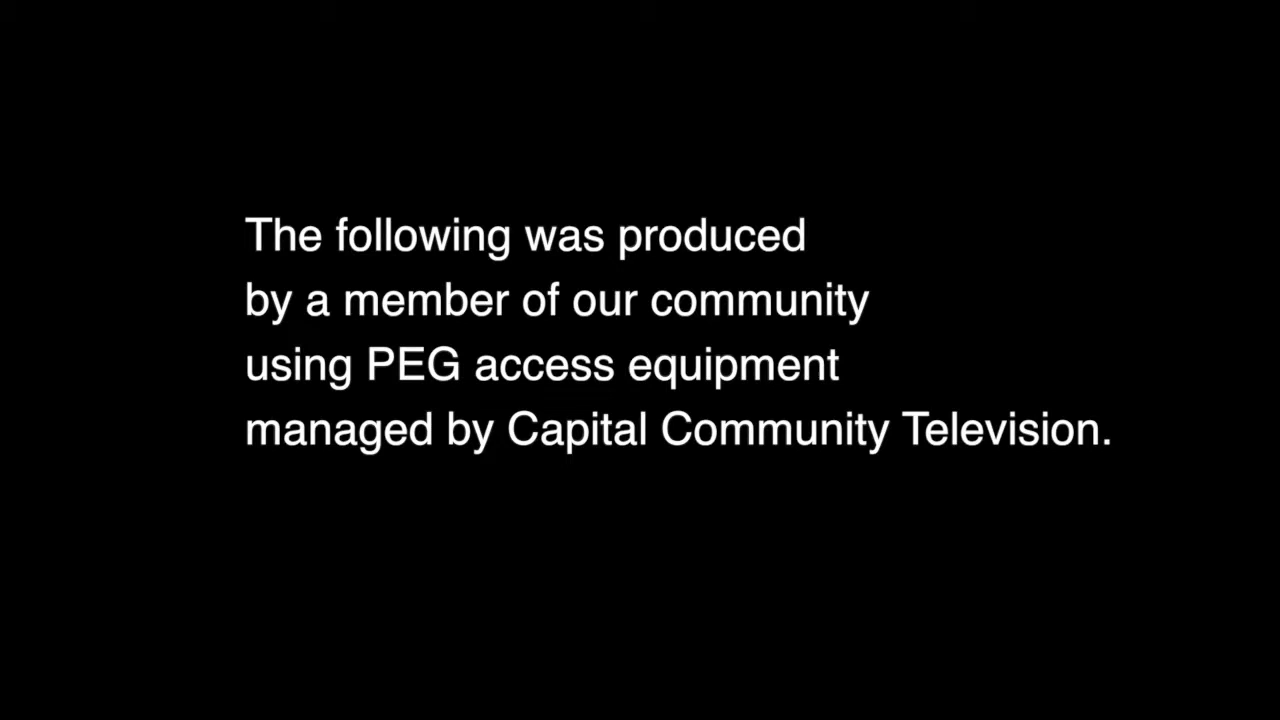 The following was produced
by a member of our community
using PEG access equipment
managed by Capital Community Television.